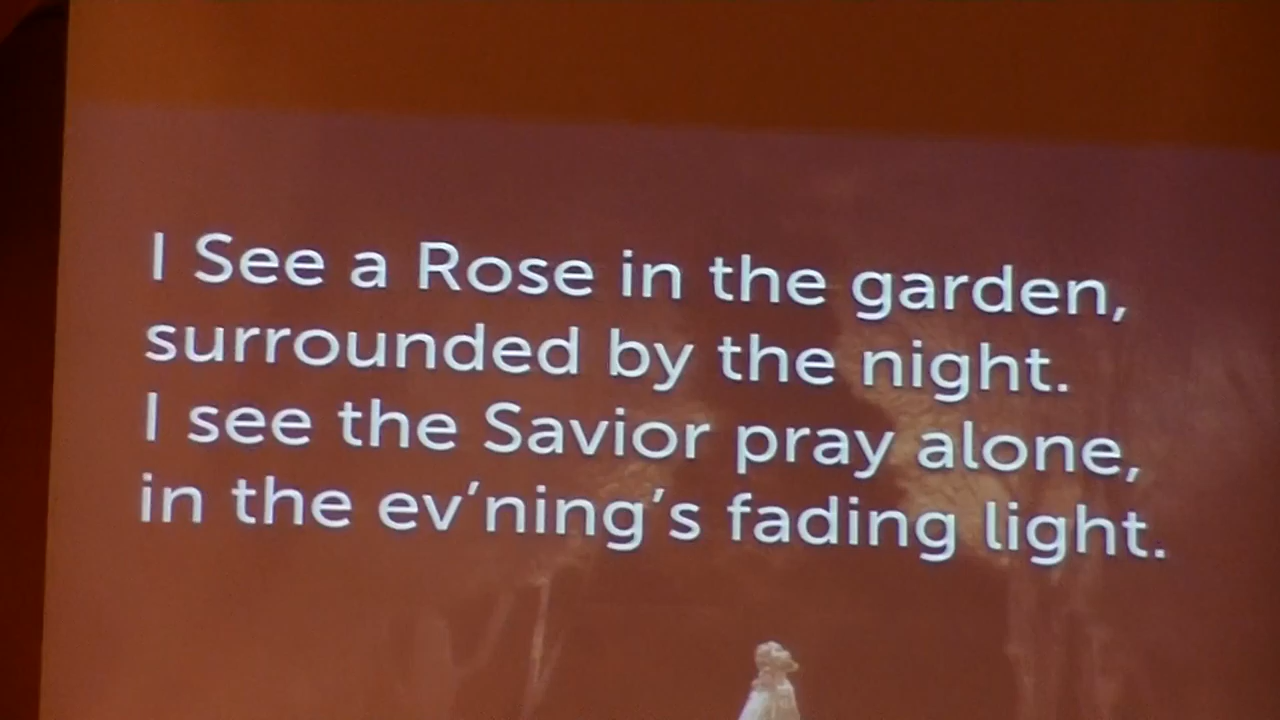 I See a Rose in the garden,
surrounded by the night.
I see the Savior pray alone,
in the ev’ning’s fading light.